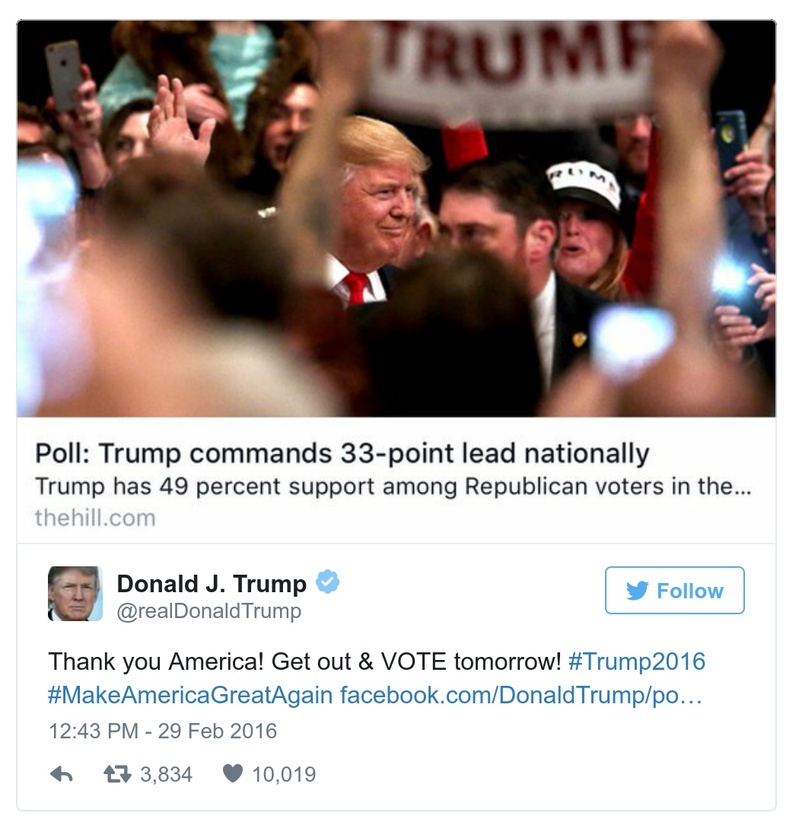 TRUMP
TRUMP
Poll: Trump commands 33-point lead nationally
Trump has 49 percent support among Republican voters in the...
thehill.com
Donald J. Trump
@realDonaldTrump
Follow
Thank you America! Get out & VOTE tomorrow! #Trump2016
#MakeAmericaGreatAgain facebook.com/DonaldTrump/po…
12:43 PM - 29 Feb 2016
3,834 10,019